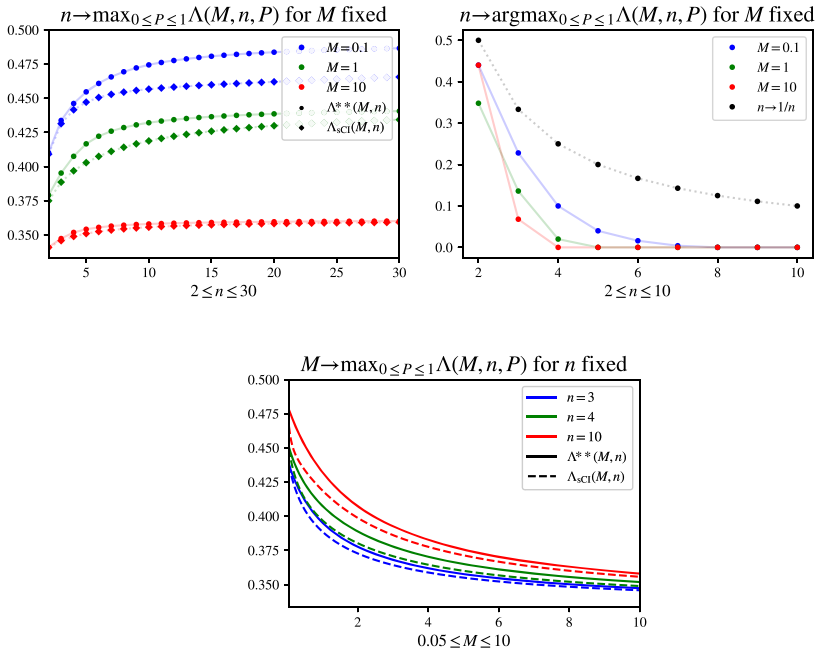 n→max₀≤P≤₁Λ(M, n, P) for M fixed
0.500
0.475
0.450
0.425
0.400
0.375
0.350
5 10 15 20 25 30
2 ≤ n ≤ 30
M = 0.1
M = 1
M = 10
Λ**(M, n)
Λ_sCI(M, n)
n→argmax₀≤P≤₁Λ(M, n, P) for M fixed
0.5
0.4
0.3
0.2
0.1
0.0
2 4 6 8 10
2 ≤ n ≤ 10
M = 0.1
M = 1
M = 10
n→1/n
M→max₀≤P≤₁Λ(M, n, P) for n fixed
0.500
0.475
0.450
0.425
0.400
0.375
0.350
2 4 6 8 10
0.05 ≤ M ≤ 10
n = 3
n = 4
n = 10
Λ**(M, n)
Λ_sCI(M, n)